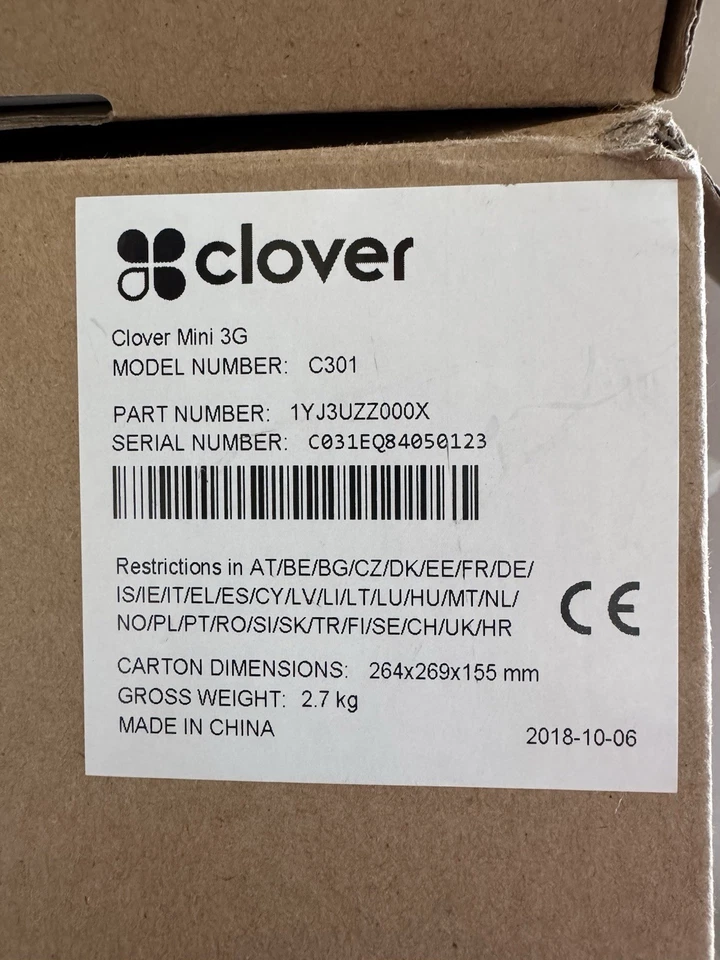 clover
Clover Mini 3G
MODEL NUMBER: C301
PART NUMBER: 1YJ3UZZ000X
SERIAL NUMBER: C031EQ84050123
Restrictions in AT/BE/BG/CZ/DK/EE/FR/DE/
IS/IE/IT/EL/ES/CY/LV/LI/LT/LU/HU/MT/NL/
NO/PL/PT/RO/SI/SK/TR/FI/SE/CH/UK/HR
CE
CARTON DIMENSIONS: 264x269x155 mm
GROSS WEIGHT: 2.7 kg
MADE IN CHINA
2018-10-06